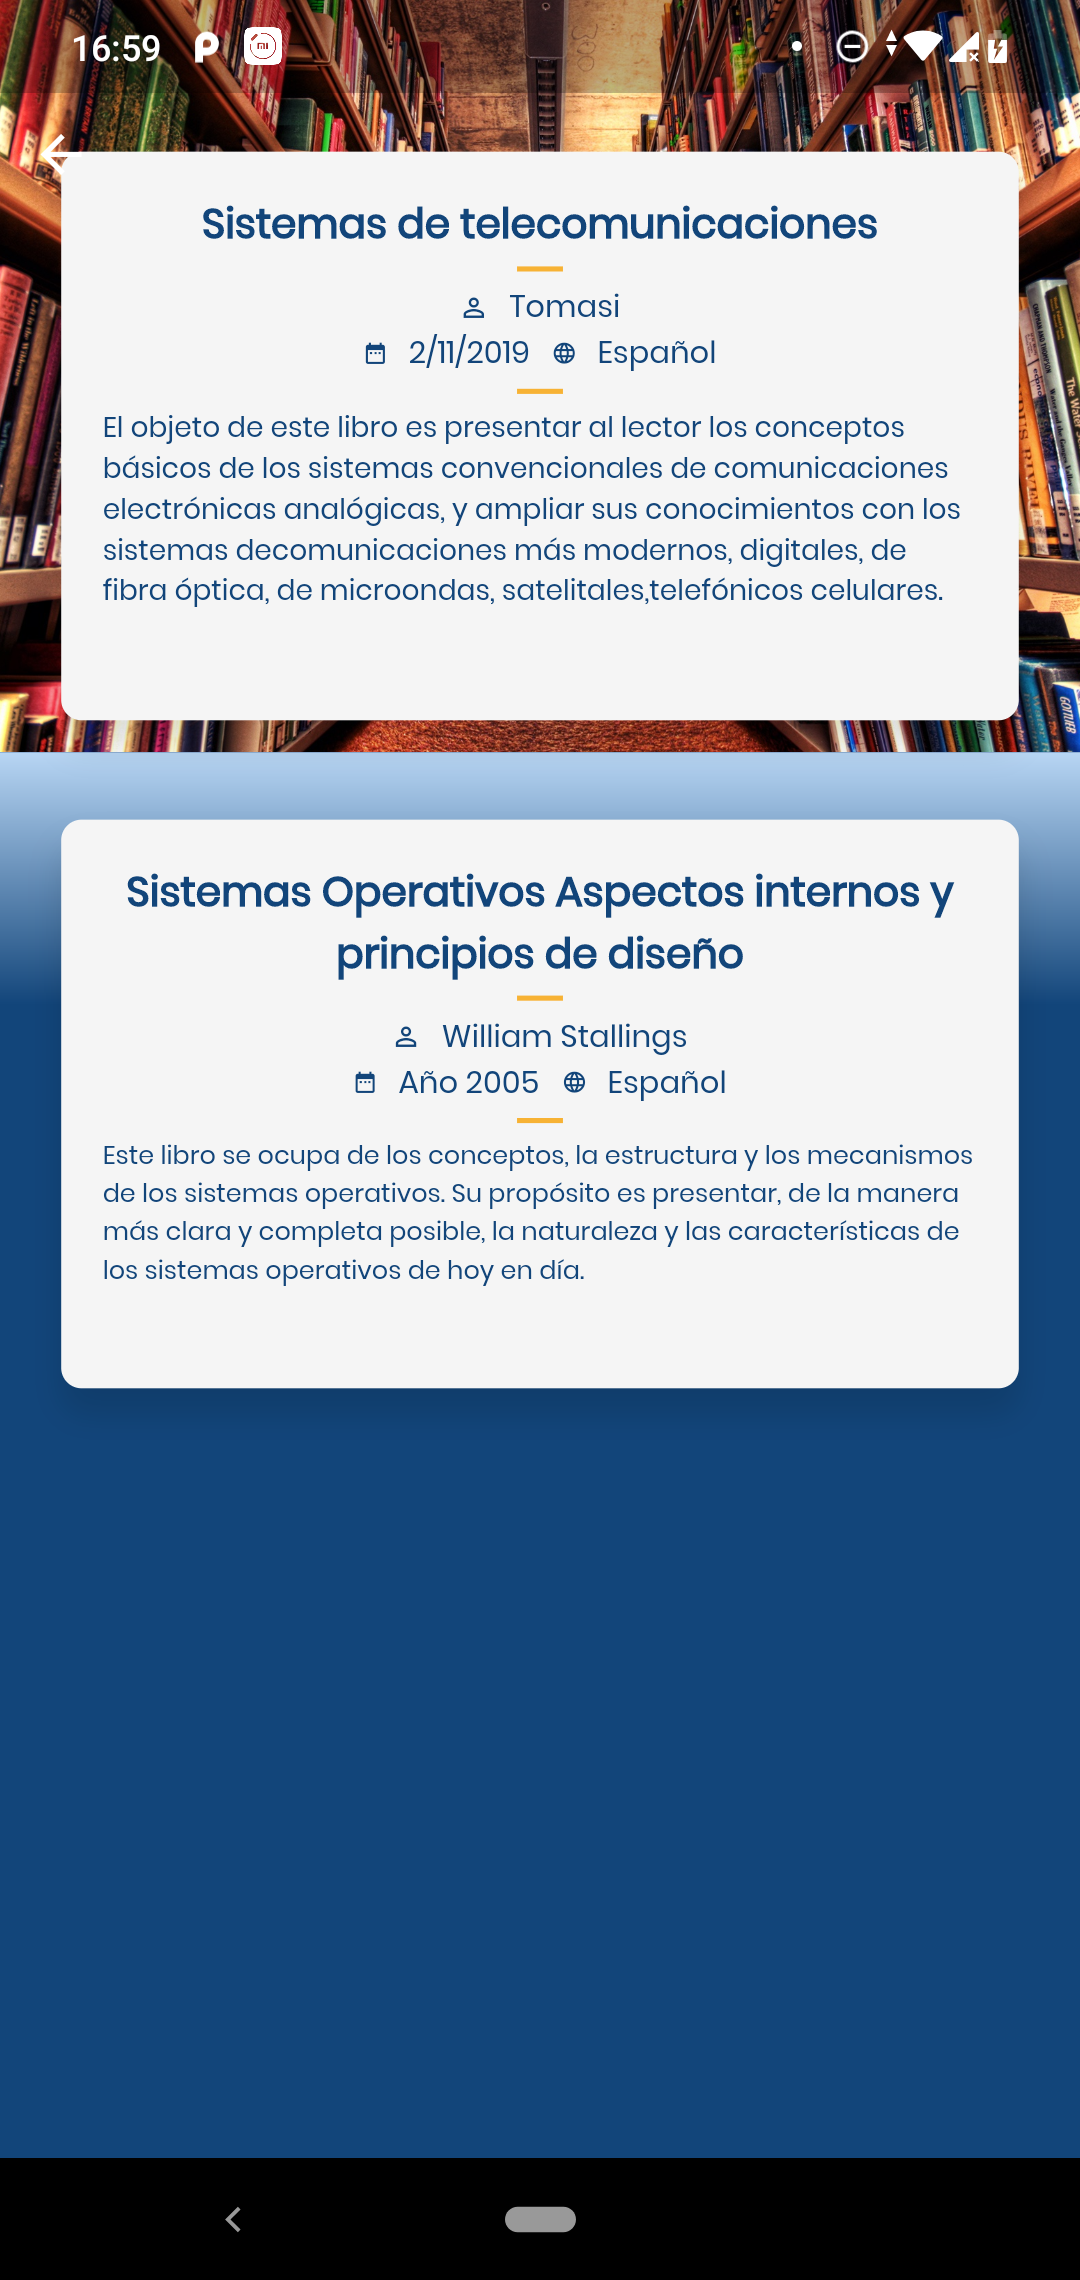 16:59
Sistemas de telecomunicaciones
Tomasi
2/11/2019 Español
El objeto de este libro es presentar al lector los conceptos
básicos de los sistemas convencionales de comunicaciones
electrónicas analógicas, y ampliar sus conocimientos con los
sistemas decomunicaciones más modernos, digitales, de
fibra óptica, de microondas, satelitales,telefónicos celulares.
Sistemas Operativos Aspectos internos y
principios de diseño
William Stallings
Año 2005 Español
Este libro se ocupa de los conceptos, la estructura y los mecanismos
de los sistemas operativos. Su propósito es presentar, de la manera
más clara y completa posible, la naturaleza y las características de
los sistemas operativos de hoy en día.